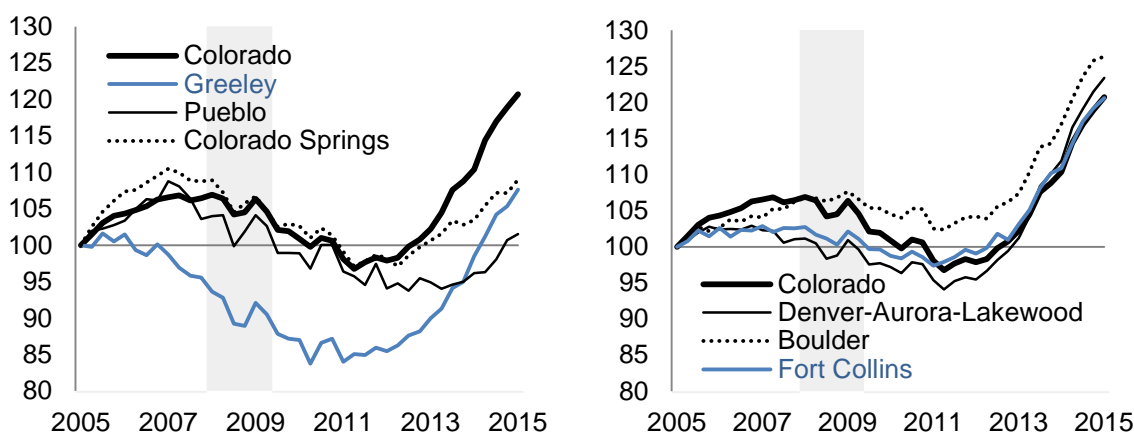 130
125
120
115
110
105
100
95
90
85
80
2005 2007 2009 2011 2013 2015
Colorado
Greeley
Pueblo
Colorado Springs
130
125
120
115
110
105
100
95
90
85
80
2005 2007 2009 2011 2013 2015
Colorado
Denver-Aurora-Lakewood
Boulder
Fort Collins